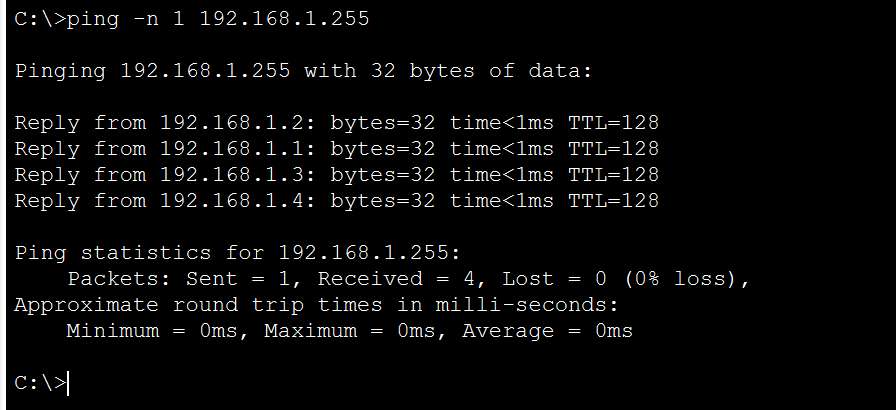 C:\>ping -n 1 192.168.1.255
Pinging 192.168.1.255 with 32 bytes of data:
Reply from 192.168.1.2: bytes=32 time<1ms TTL=128
Reply from 192.168.1.1: bytes=32 time<1ms TTL=128
Reply from 192.168.1.3: bytes=32 time<1ms TTL=128
Reply from 192.168.1.4: bytes=32 time<1ms TTL=128
Ping statistics for 192.168.1.255:
    Packets: Sent = 1, Received = 4, Lost = 0 (0% loss),
Approximate round trip times in milli-seconds:
    Minimum = 0ms, Maximum = 0ms, Average = 0ms
C:\>